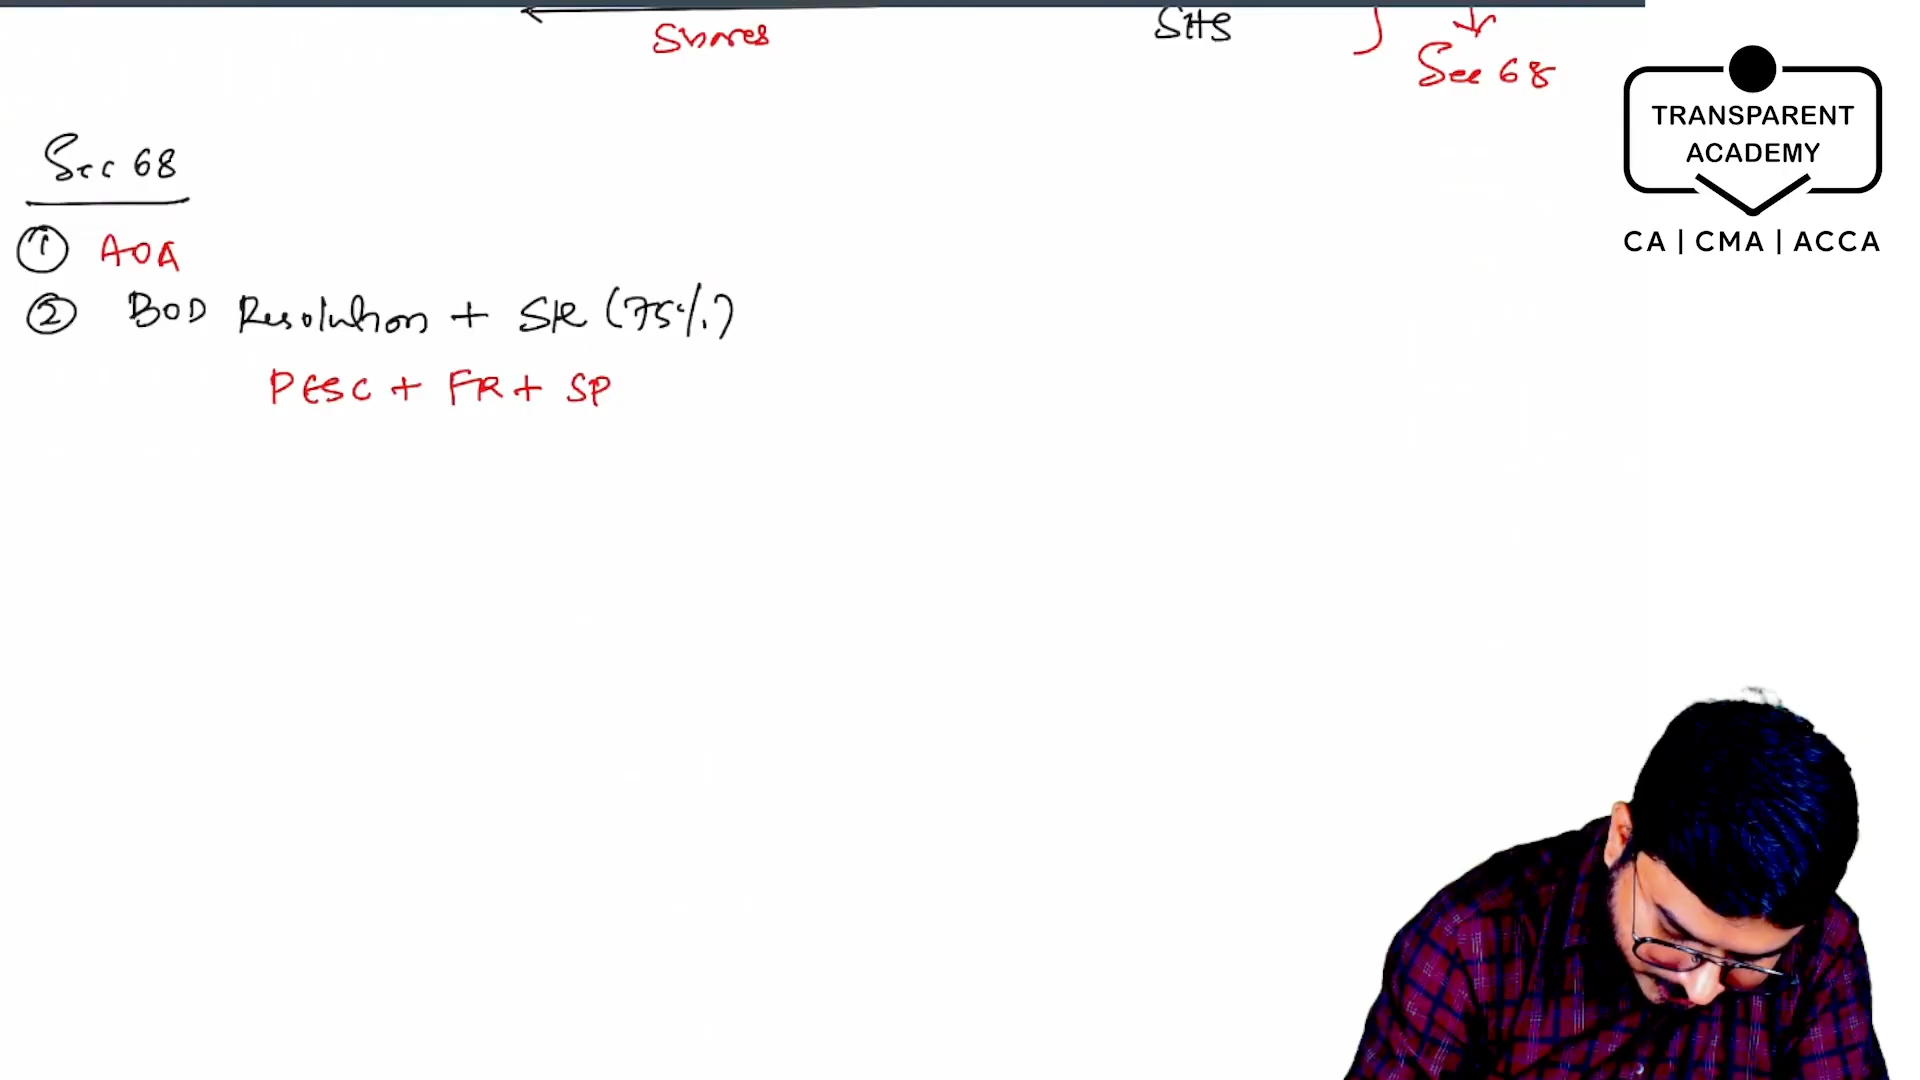 Shares
SHS
Sec 68
Sec 68
① AOA
② BOD Resolution + SR (75%)
PESC + FR + SP
TRANSPARENT
ACADEMY
CA | CMA | ACCA